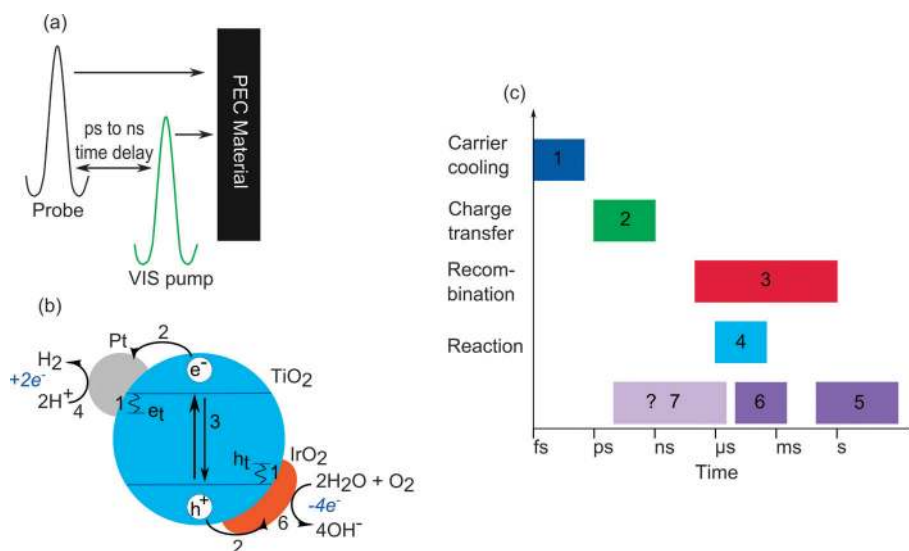 (a)
PEC Material
ps to ns
time delay
Probe
VIS pump
(b)
Pt
2
H2
e-
TiO2
+2e-
2H+
4
1
et
3
ht
IrO2
1
2H2O + O2
h+
-4e-
6
4OH-
2
(c)
Carrier
cooling
1
Charge
transfer
2
Recom-
bination
3
Reaction
4
? 7
6
5
fs
ps
ns
µs
ms
s
Time